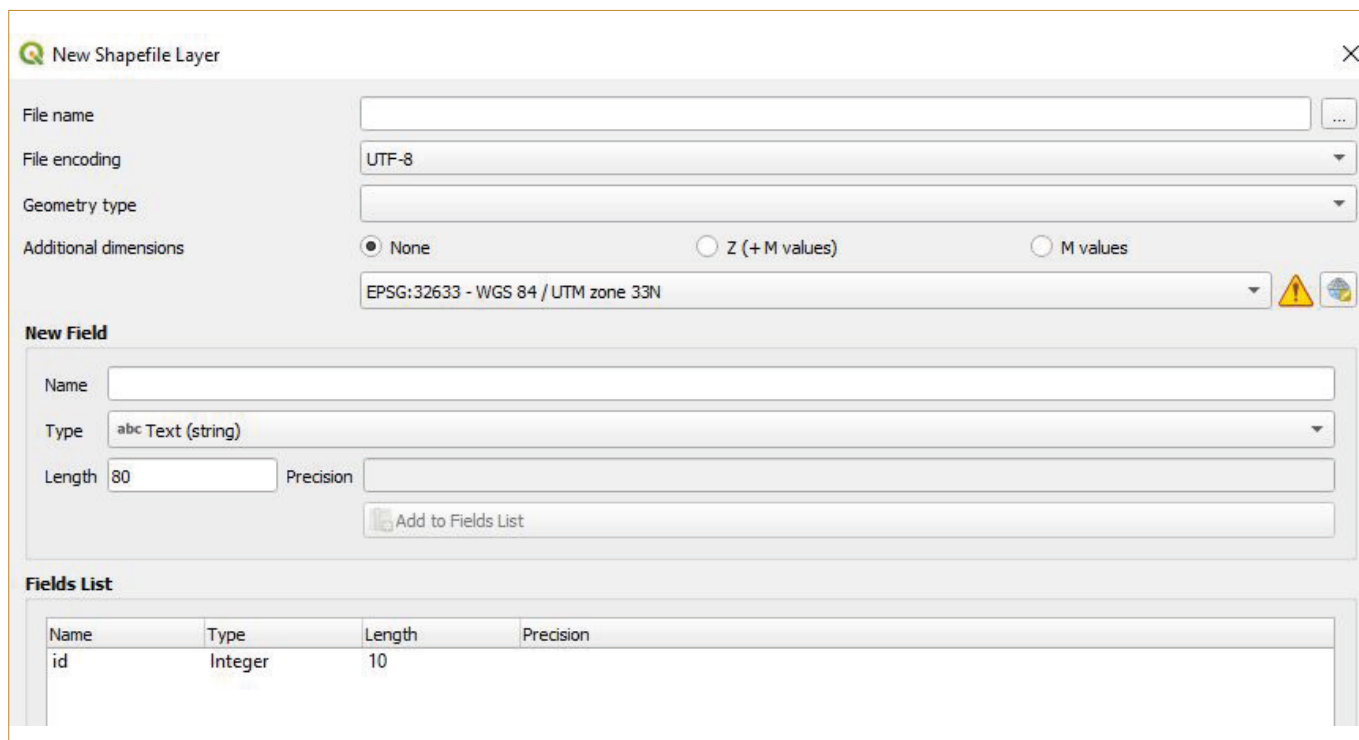 New Shapefile Layer
File name
...
File encoding UTF-8
Geometry type
Additional dimensions None Z (+ M values) M values
EPSG:32633 - WGS 84 / UTM zone 33N
New Field
Name
Type abc Text (string)
Length 80 Precision
Add to Fields List
Fields List
Name Type Length Precision
id Integer 10